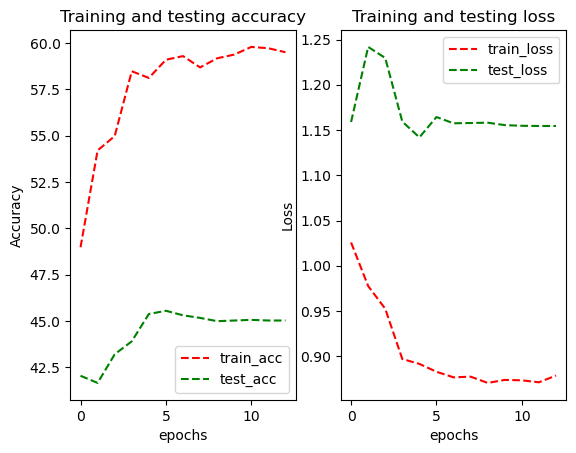 Training and testing accuracy
60.0
57.5
55.0
52.5
50.0
47.5
45.0
42.5
Accuracy
0
5
10
epochs
train_acc
test_acc
Training and testing loss
1.25
1.20
1.15
1.10
1.05
1.00
0.95
0.90
Loss
0
5
10
epochs
train_loss
test_loss